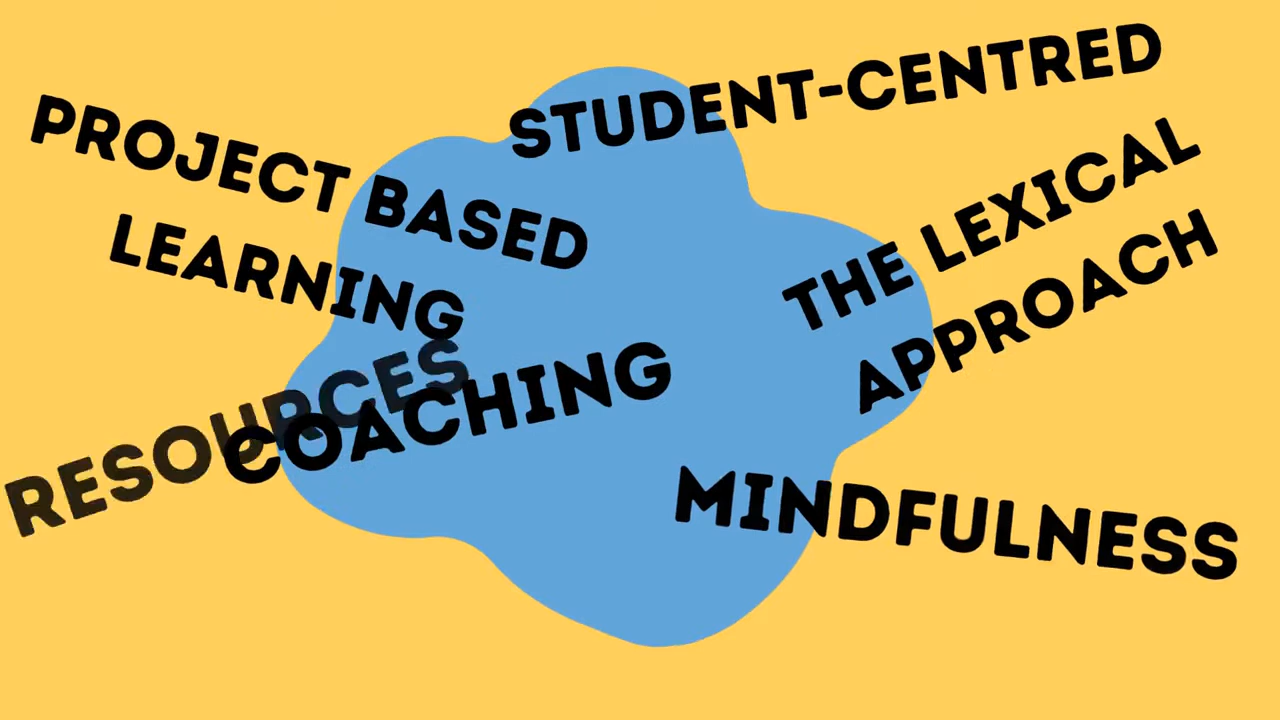 STUDENT-CENTRED
PROJECT BASED
LEARNING
THE LEXICAL
APPROACH
RESOURCES
COACHING
MINDFULNESS